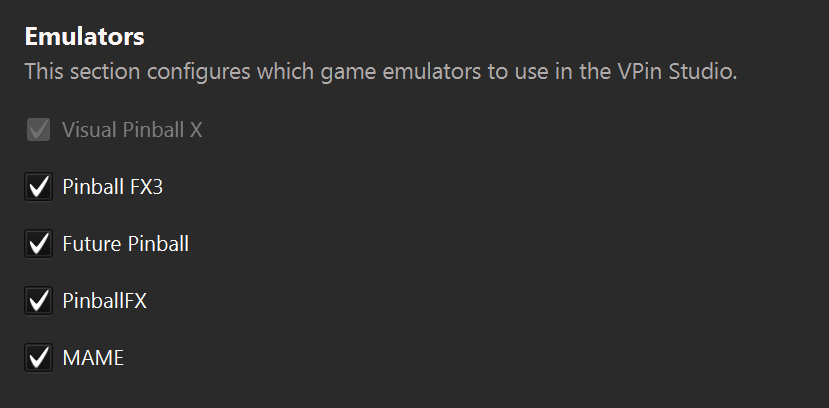 Emulators
This section configures which game emulators to use in the VPin Studio.
Visual Pinball X
Pinball FX3
Future Pinball
PinballFX
MAME